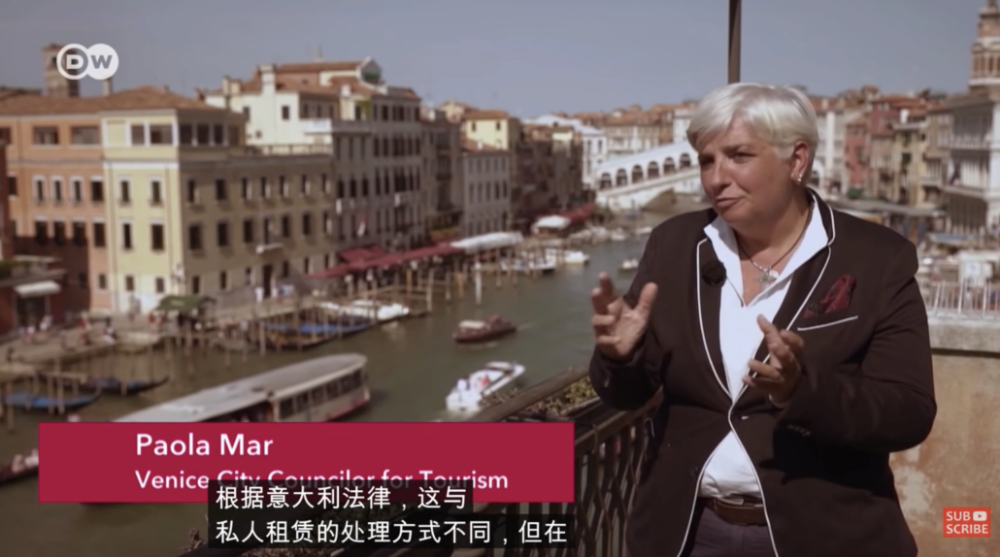 DW
Paola Mar
Venice City Councilor for Tourism
根据意大利法律，这与
私人租赁的处理方式不同，但在
SUB
SCRIBE